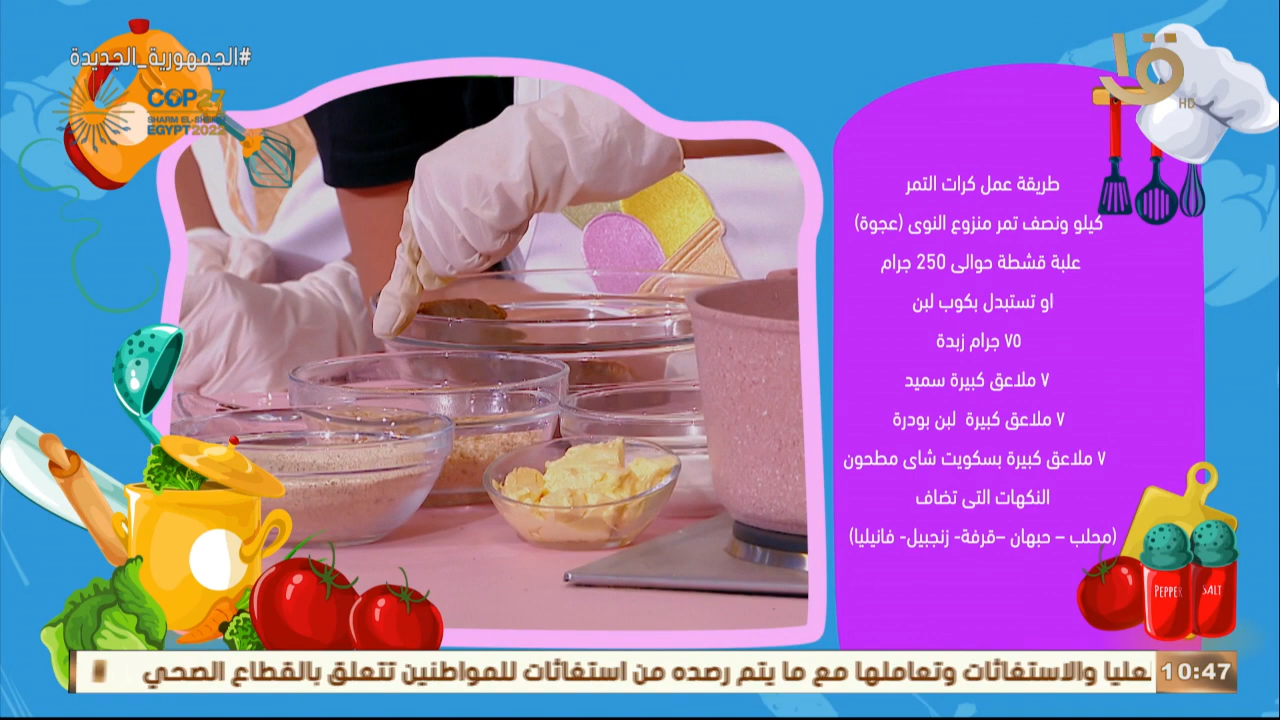 #الجمهورية_الجديدة
COP27
SHARM EL-SHEIKH
EGYPT2022
HD
طريقة عمل كرات التمر
كيلو ونصف تمر منزوع النوى (عجوة)
علبة قشطة حوالى 250 جرام
او تستبدل بكوب لبن
٧٥ جرام زبدة
٧ ملاعق كبيرة سميد
٧ ملاعق كبيرة لبن بودرة
٧ ملاعق كبيرة بسكويت شاى مطحون
النكهات التى تضاف
(محلب – حبهان –قرفة- زنجبيل- فانيليا)
PEPPER
SALT
والاستغاثات وتعاملها مع ما يتم رصده من استغاثات للمواطنين تتعلق بالقطاع الصحي
10:47